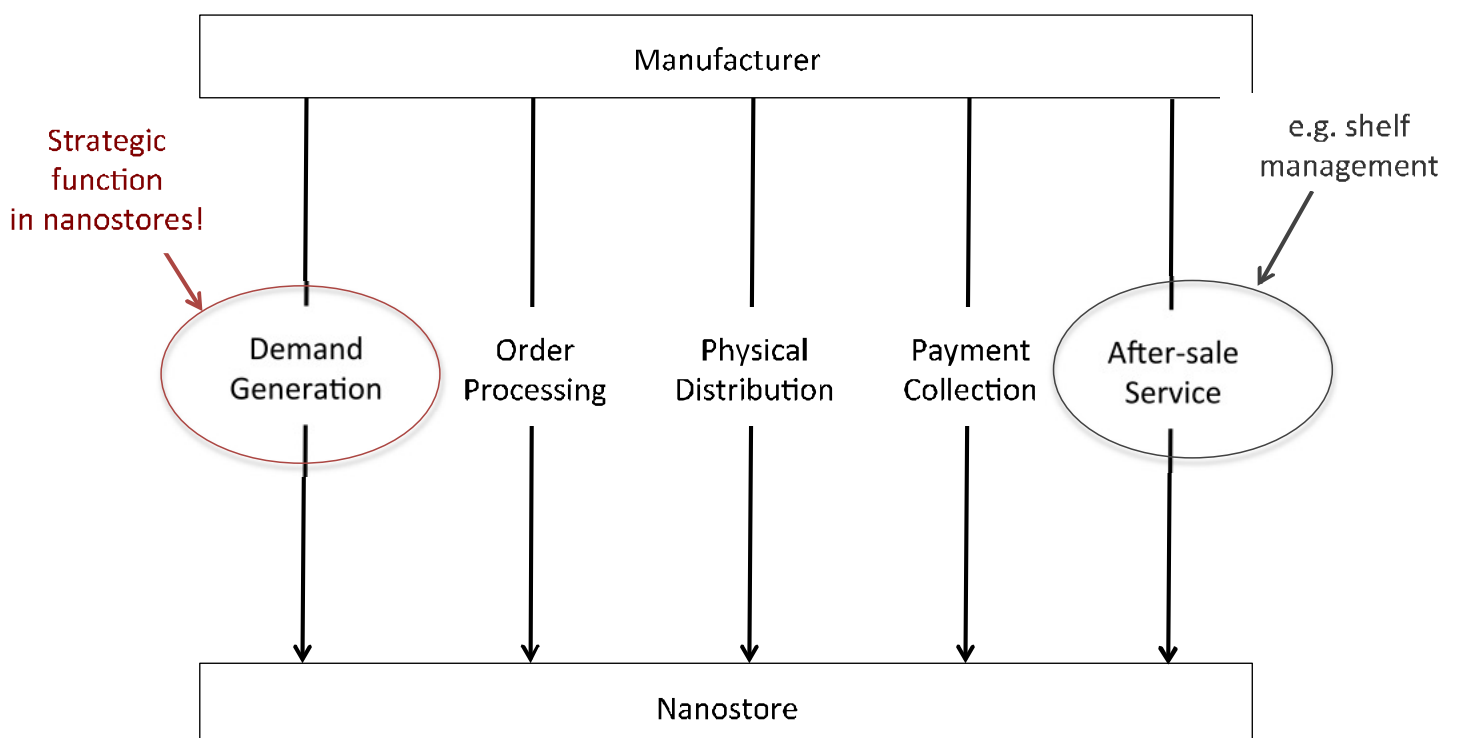 Manufacturer
Strategic
function
in nanostores!
e.g. shelf
management
Demand
Generation
Order
Processing
Physical
Distribution
Payment
Collection
After-sale
Service
Nanostore